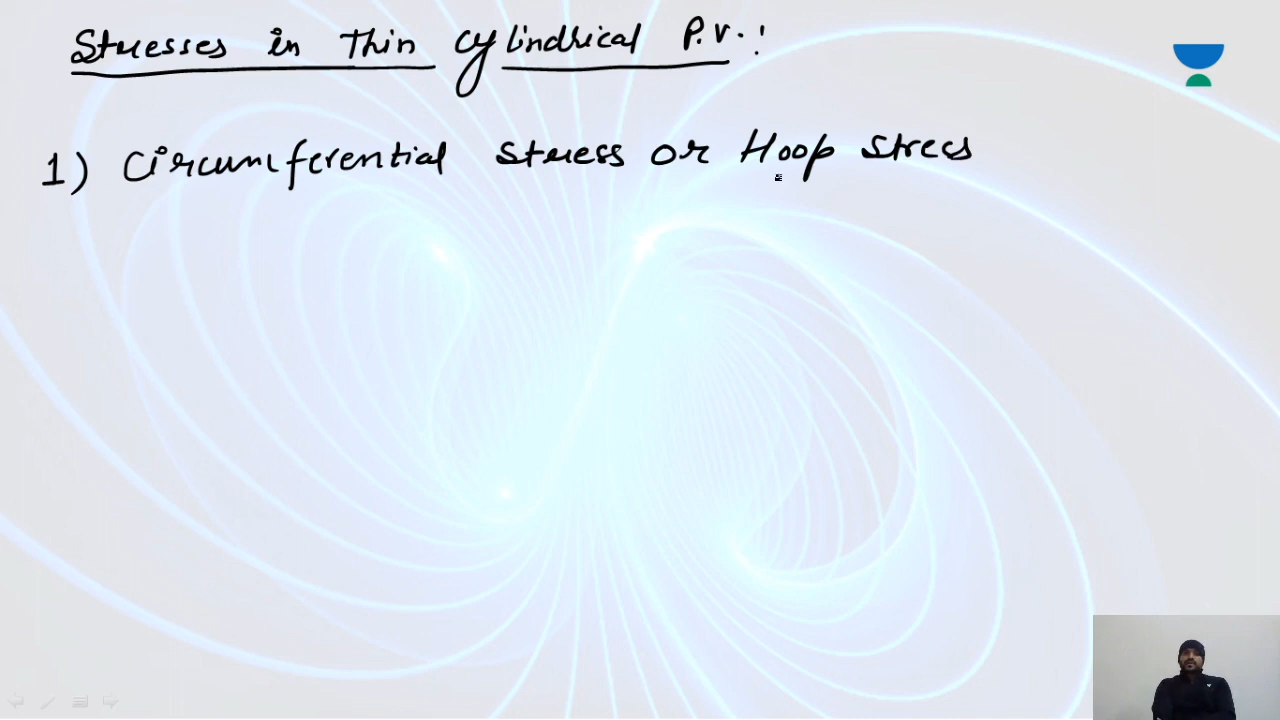 Stresses in Thin Cylindrical P.V.:
1) Circumferential Stress or Hoop Stress